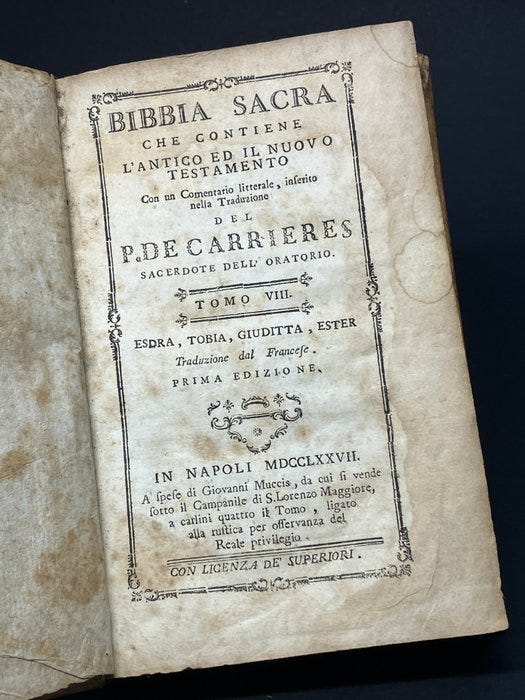 BIBBIA SACRA
CHE CONTIENE
L'ANTICO ED IL NUOVO
TESTAMENTO
Con un Comentario litterale, inserito
nella Traduzione
DEL
P. DE CARRIERES
SACERDOTE DELL' ORATORIO.
TOMO VIII.
ESDRA, TOBIA, GIUDITTA, ESTER
Traduzione dal Francese.
PRIMA EDIZIONE.
IN NAPOLI MDCCLXXVII.
A spese di Giovanni Muccis, da cui si vende
sotto il Campanile di S. Lorenzo Maggiore,
a carlini quattro il Tomo, ligato
alla rustica per osservanza del
Reale privilegio.
CON LICENZA DE' SUPERIORI.